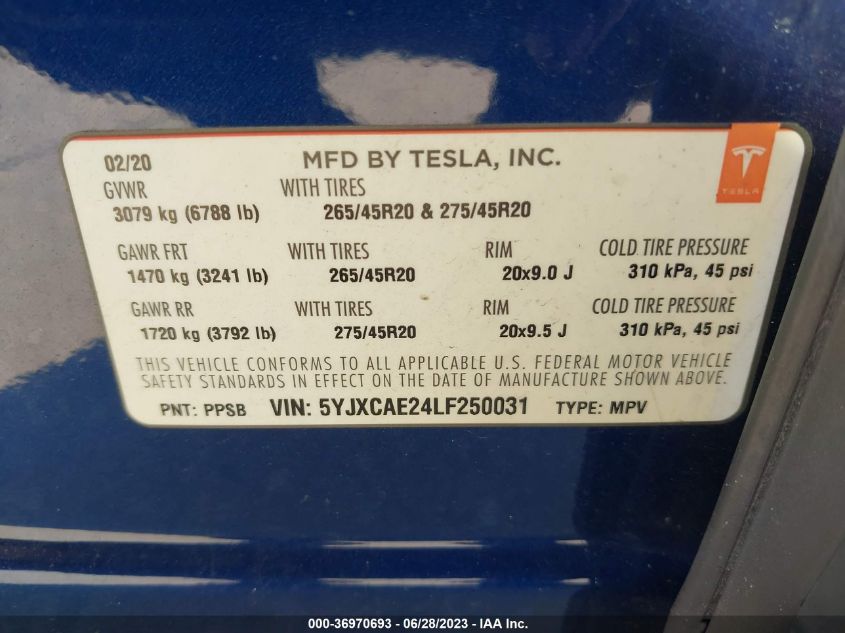 02/20 MFD BY TESLA, INC.
TESLA
GVWR WITH TIRES
3079 kg (6788 lb) 265/45R20 & 275/45R20
GAWR FRT WITH TIRES RIM COLD TIRE PRESSURE
1470 kg (3241 lb) 265/45R20 20x9.0 J 310 kPa, 45 psi
GAWR RR WITH TIRES RIM COLD TIRE PRESSURE
1720 kg (3792 lb) 275/45R20 20x9.5 J 310 kPa, 45 psi
THIS VEHICLE CONFORMS TO ALL APPLICABLE U.S. FEDERAL MOTOR VEHICLE
SAFETY STANDARDS IN EFFECT ON THE DATE OF MANUFACTURE SHOWN ABOVE.
PNT: PPSB VIN: 5YJXCAE24LF250031 TYPE: MPV
000-36970693 - 06/28/2023 - IAA Inc.